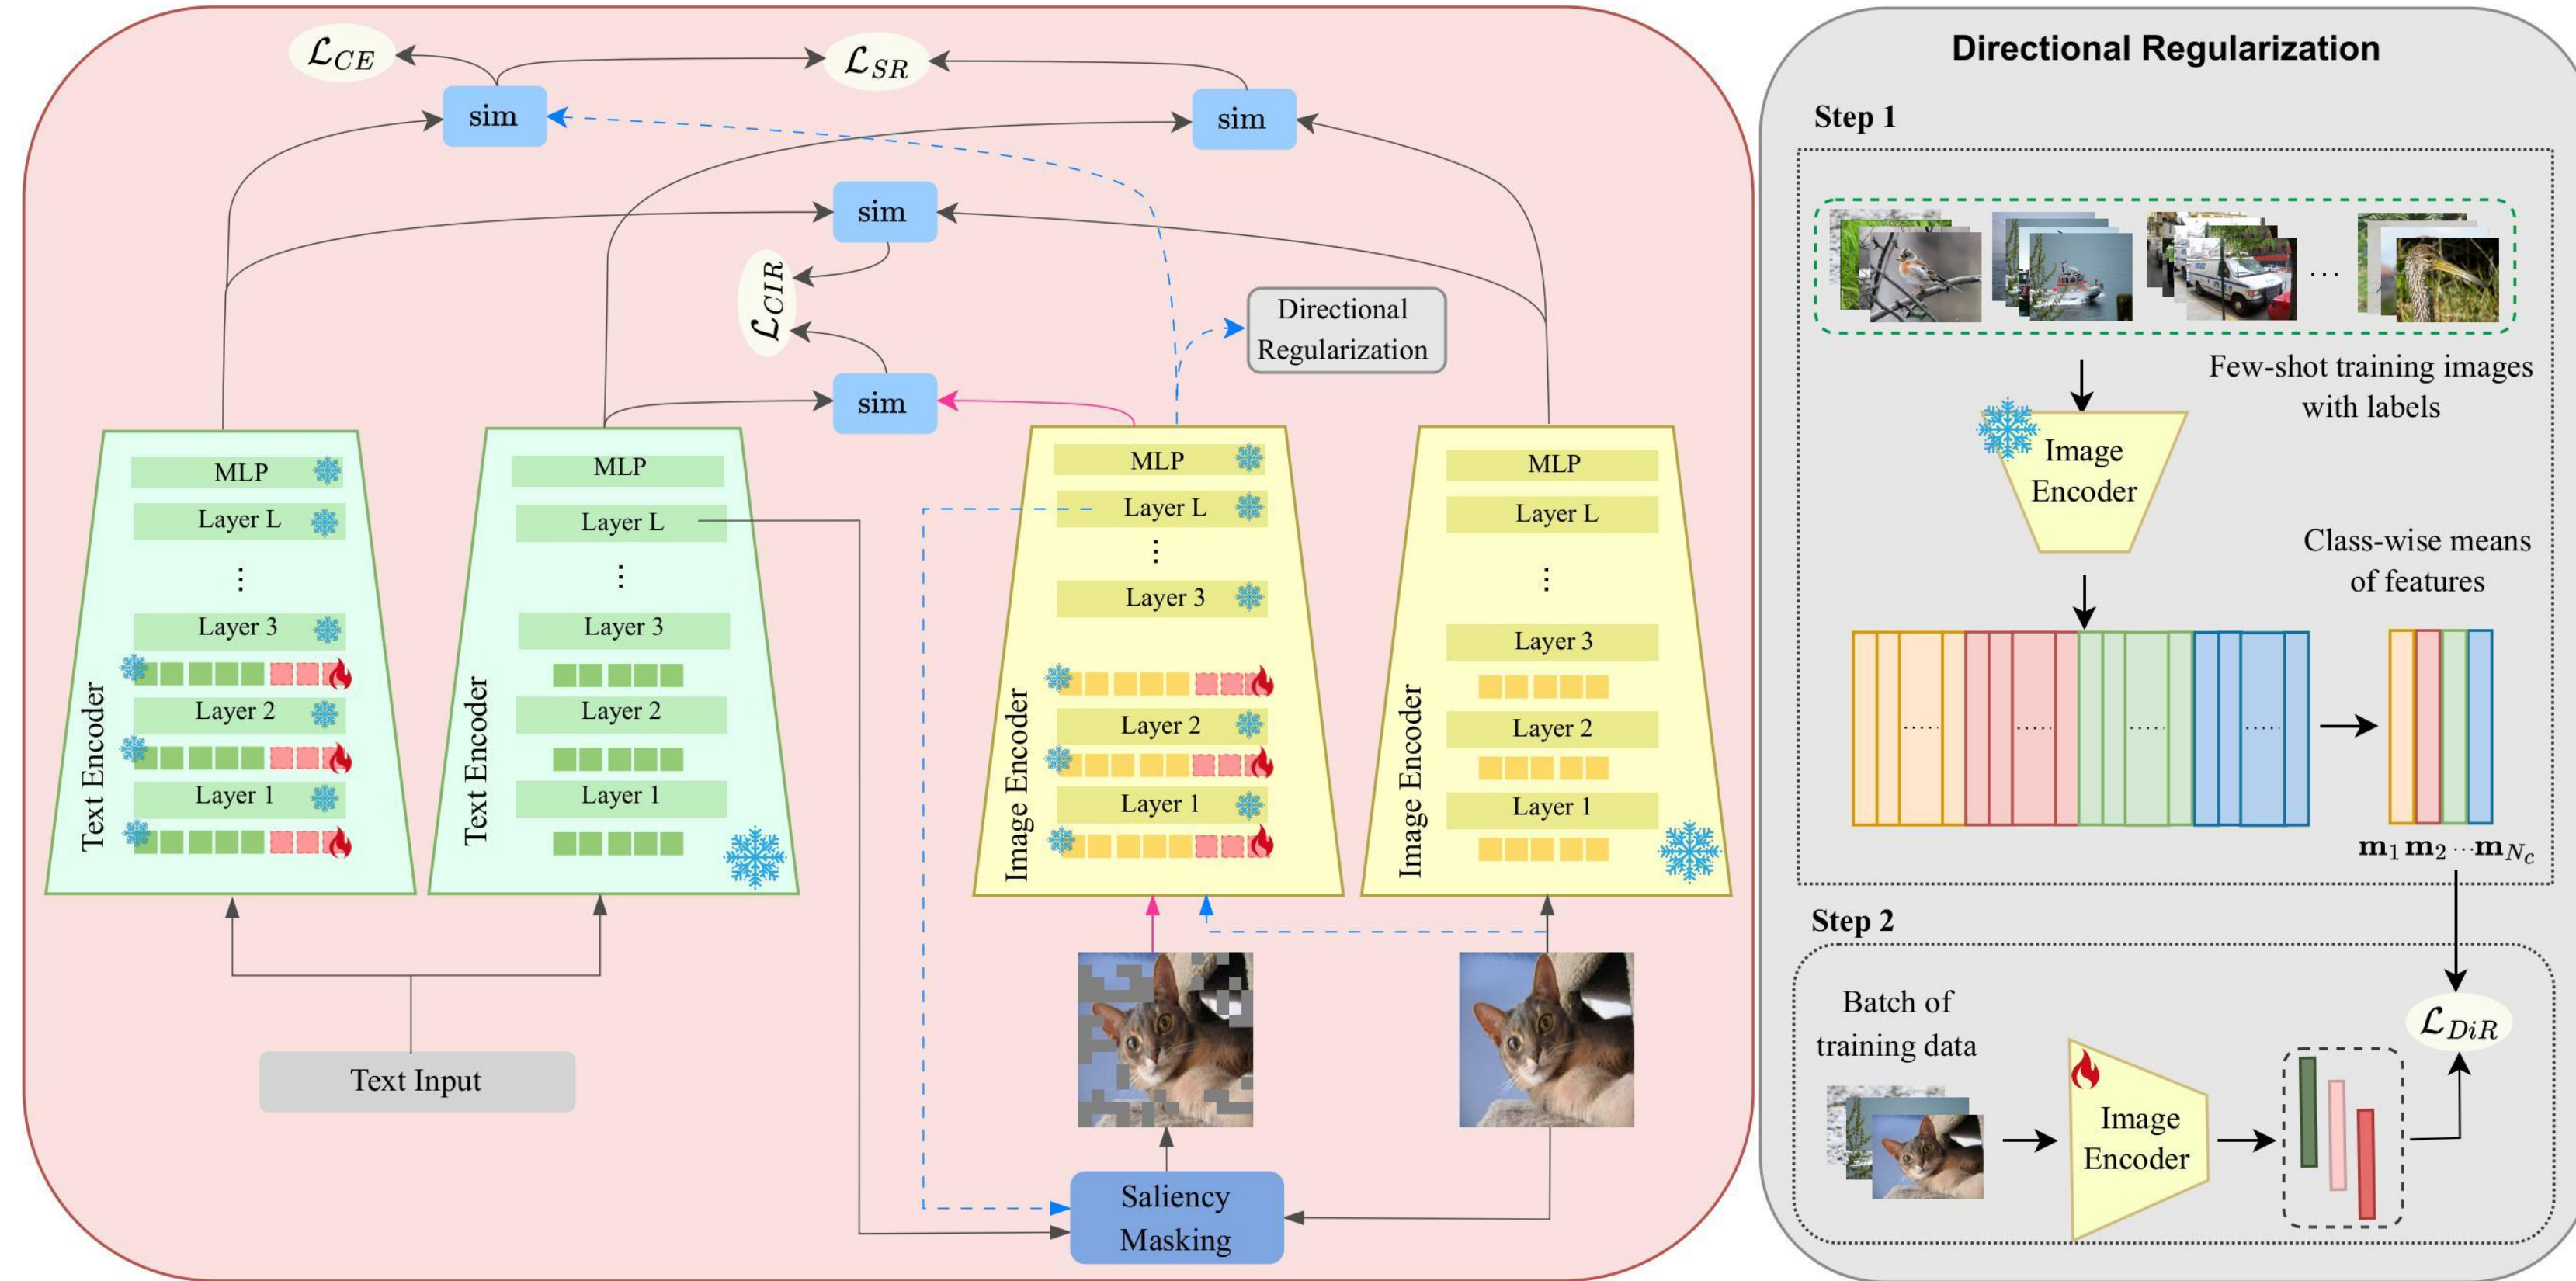 ℒ_CE
ℒ_SR
sim
sim
sim
ℒ_CIR
Directional
Regularization
sim
Text Encoder
MLP
Layer L
⋮
Layer 3
Layer 2
Layer 1
Text Encoder
MLP
Layer L
⋮
Layer 3
Layer 2
Layer 1
Image Encoder
MLP
Layer L
⋮
Layer 3
Layer 2
Layer 1
Image Encoder
MLP
Layer L
⋮
Layer 3
Layer 2
Layer 1
Text Input
Saliency
Masking
Directional Regularization
Step 1
...
Few-shot training images
with labels
Image
Encoder
Class-wise means
of features
..... ..... ..... .....
m_1 m_2 ... m_{N_c}
Step 2
Batch of
training data
Image
Encoder
ℒ_DiR